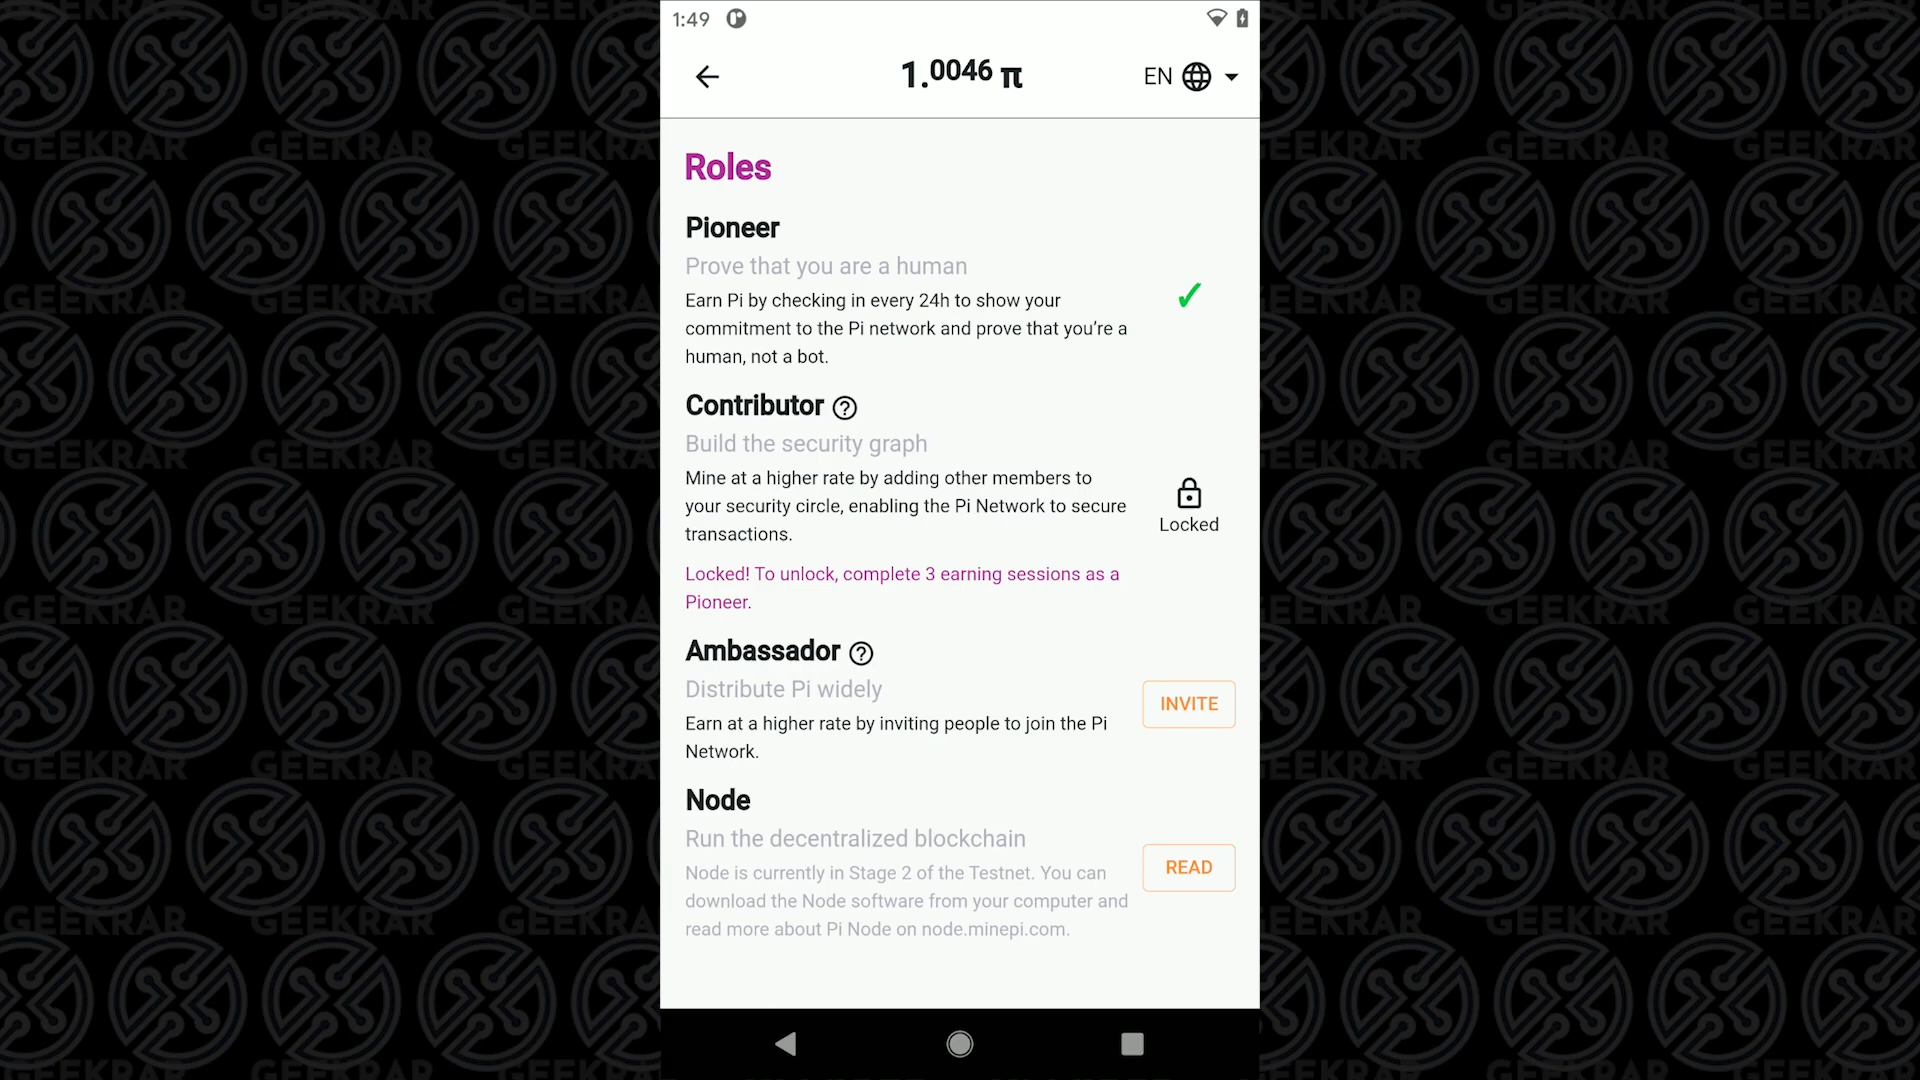 1:49
1.0046 π
EN
Roles
Pioneer
Prove that you are a human
Earn Pi by checking in every 24h to show your
commitment to the Pi network and prove that you’re a
human, not a bot.
Contributor
Build the security graph
Mine at a higher rate by adding other members to
your security circle, enabling the Pi Network to secure
transactions.
Locked
Locked! To unlock, complete 3 earning sessions as a
Pioneer.
Ambassador
Distribute Pi widely
Earn at a higher rate by inviting people to join the Pi
Network.
INVITE
Node
Run the decentralized blockchain
Node is currently in Stage 2 of the Testnet. You can
download the Node software from your computer and
read more about Pi Node on node.minepi.com.
READ
GEEKRAR